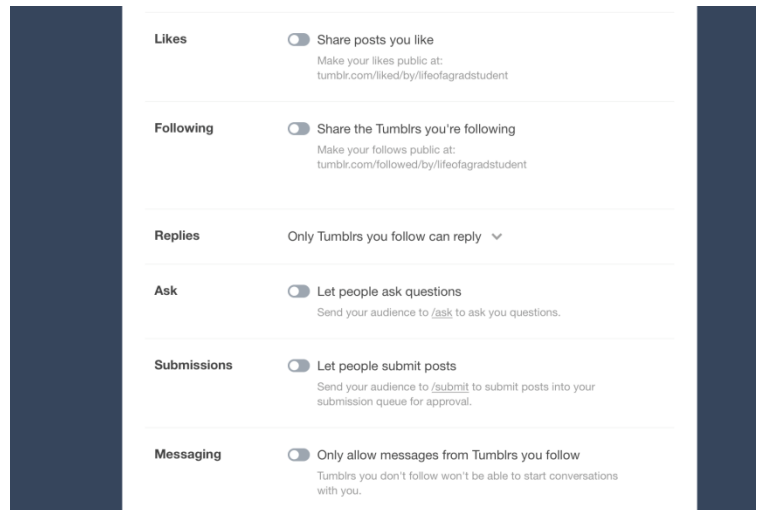 Likes
Share posts you like
Make your likes public at:
tumblr.com/liked/by/lifeofagradstudent
Following
Share the Tumblrs you're following
Make your follows public at:
tumblr.com/followed/by/lifeofagradstudent
Replies
Only Tumblrs you follow can reply
Ask
Let people ask questions
Send your audience to /ask to ask you questions.
Submissions
Let people submit posts
Send your audience to /submit to submit posts into your
submission queue for approval.
Messaging
Only allow messages from Tumblrs you follow
Tumblrs you don't follow won't be able to start conversations
with you.